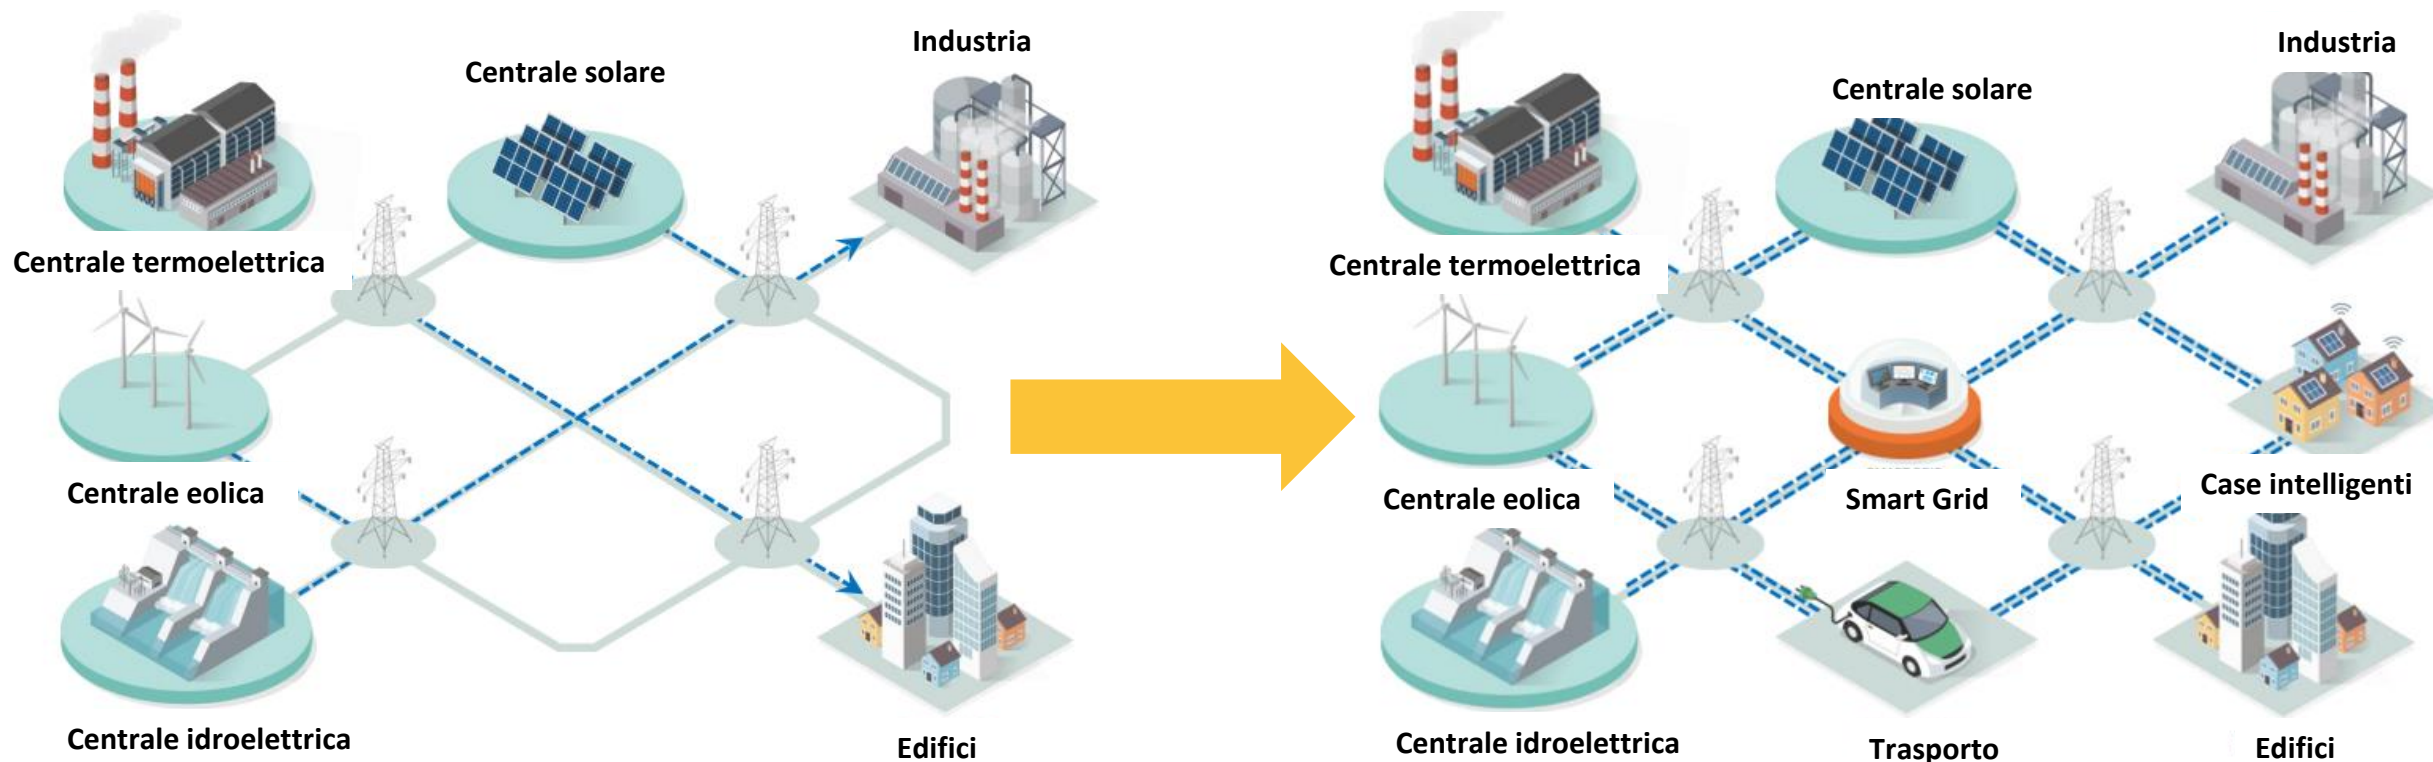 Industria
Centrale solare
Centrale termoelettrica
Centrale eolica
Centrale idroelettrica
Edifici
Industria
Centrale solare
Centrale termoelettrica
Centrale eolica
Smart Grid
Case intelligenti
Centrale idroelettrica
Trasporto
Edifici